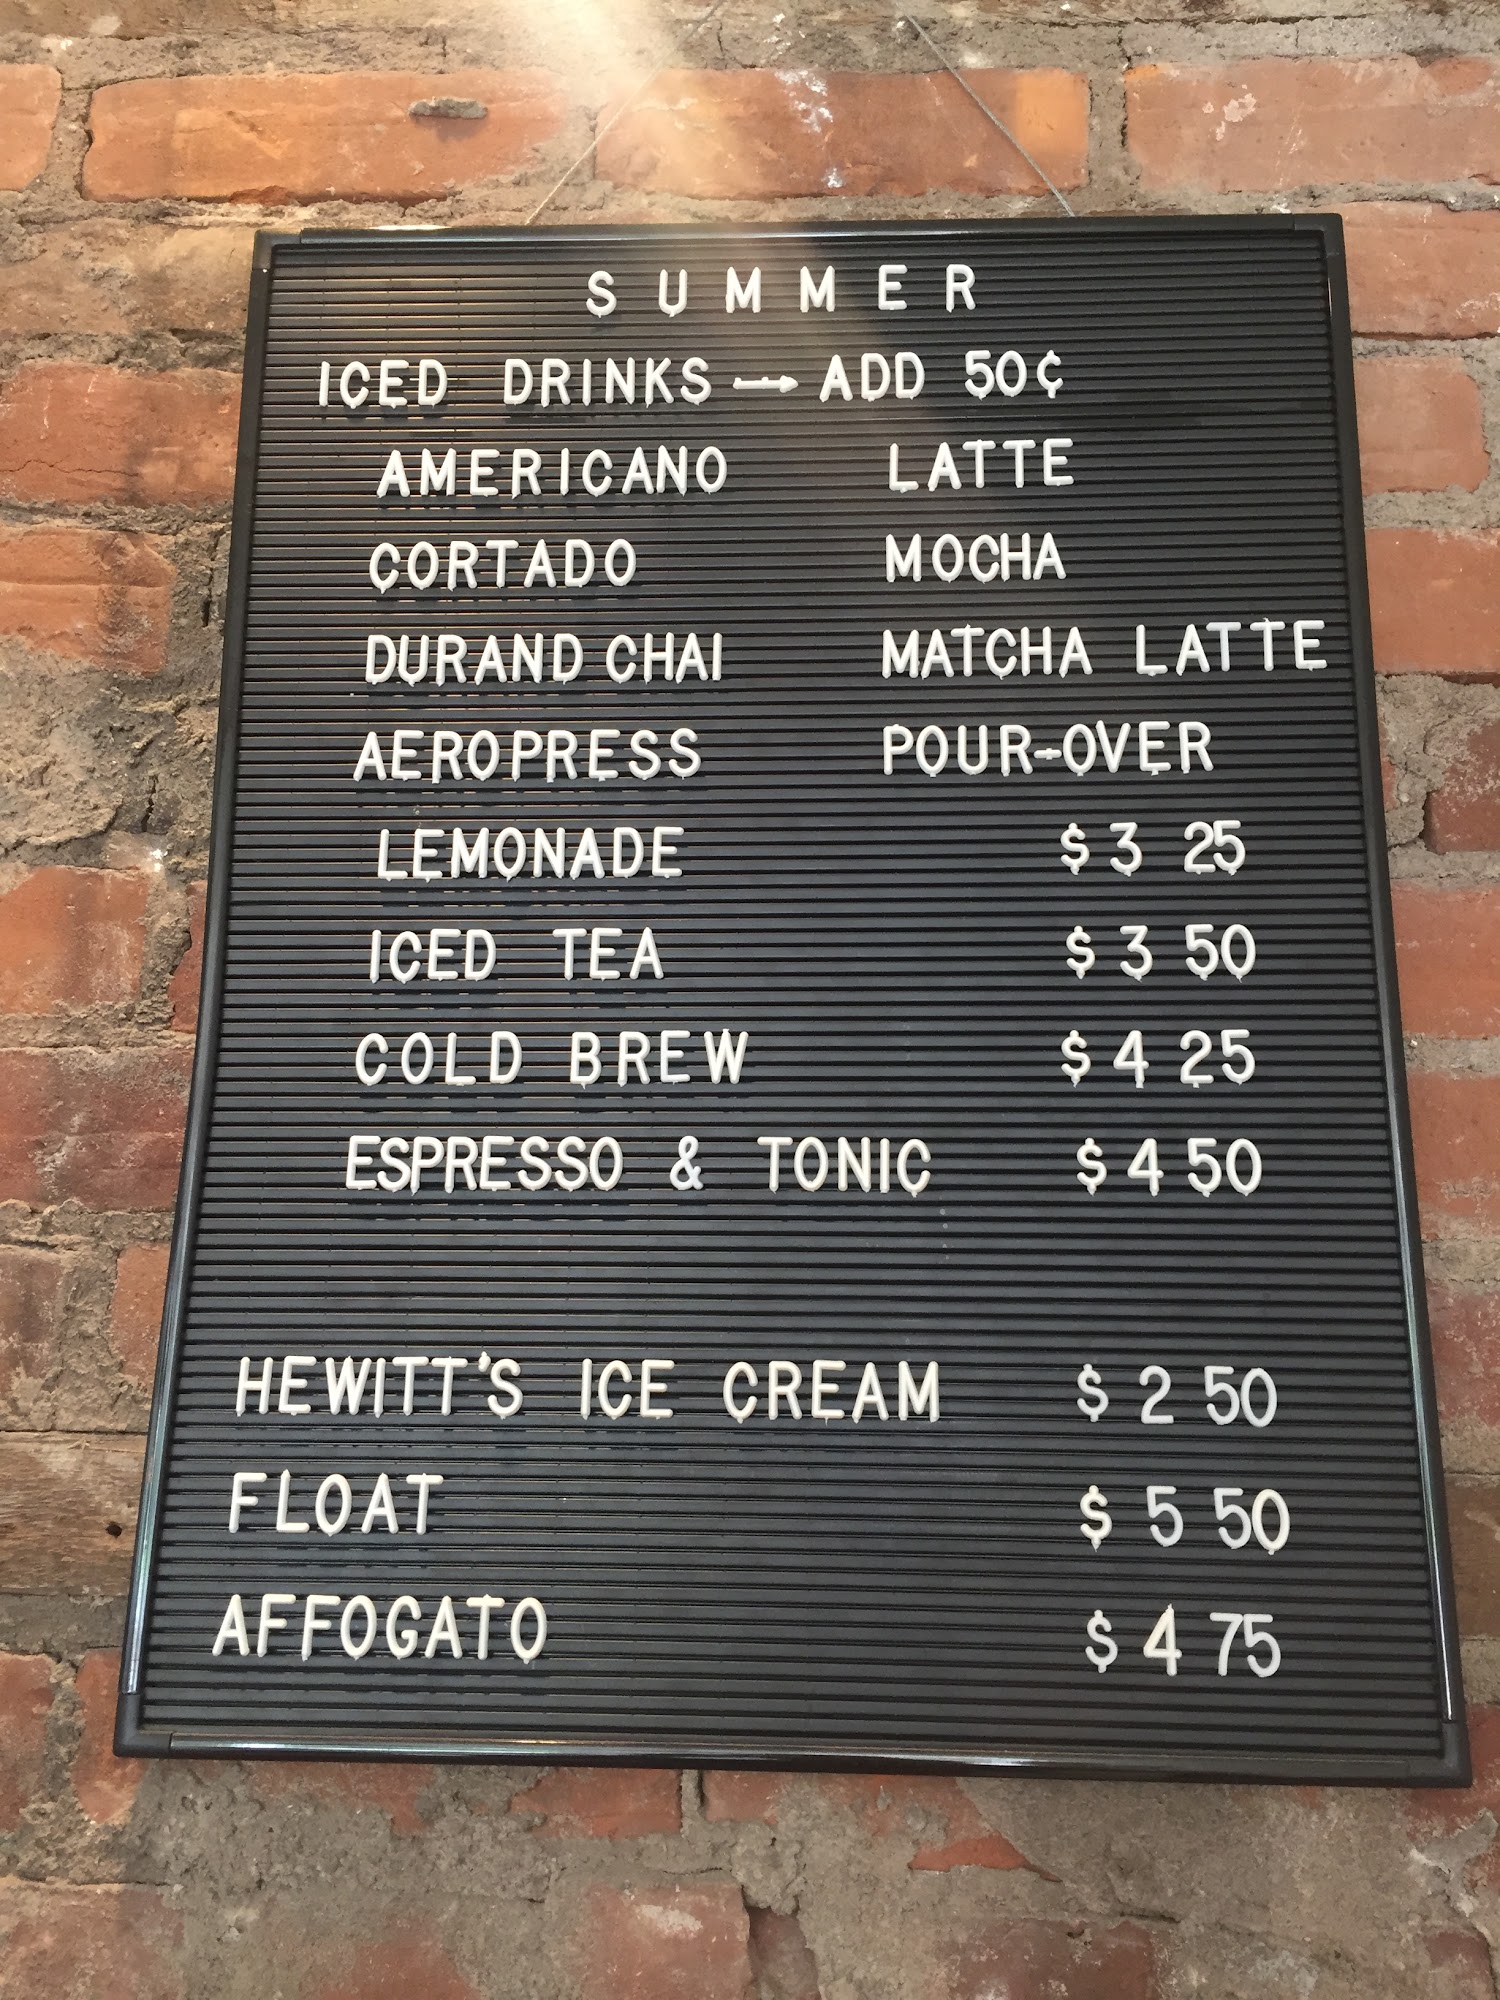 SUMMER
ICED DRINKS → ADD 50¢
AMERICANO LATTE
CORTADO MOCHA
DURAND CHAI MATCHA LATTE
AEROPRESS POUR-OVER
LEMONADE $ 3 25
ICED TEA $ 3 50
COLD BREW $ 4 25
ESPRESSO & TONIC $ 4 50
HEWITT'S ICE CREAM $ 2 50
FLOAT $ 5 50
AFFOGATO $ 4 75